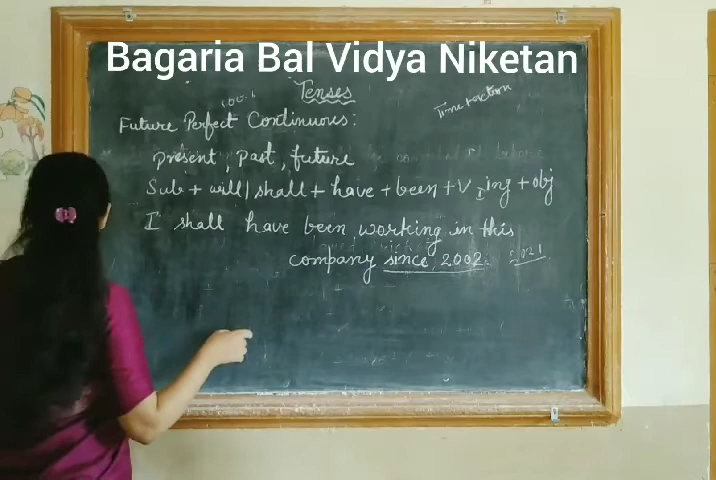 Bagaria Bal Vidya Niketan
Tenses
Time + action
Future Perfect Continuous:
present, past, future
Sub + will/shall + have + been + V I ing + obj
I shall have been working in this
company since 2002.